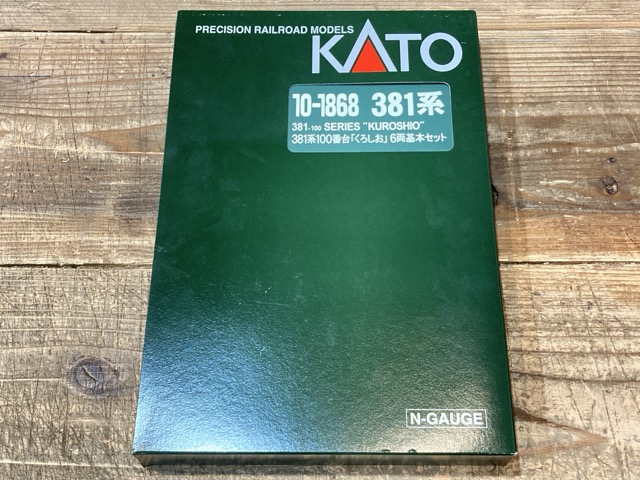 PRECISION RAILROAD MODELS
KATO
10-1868 381系
381-100 SERIES "KUROSHIO"
381系100番台「くろしお」6両基本セット
N-GAUGE